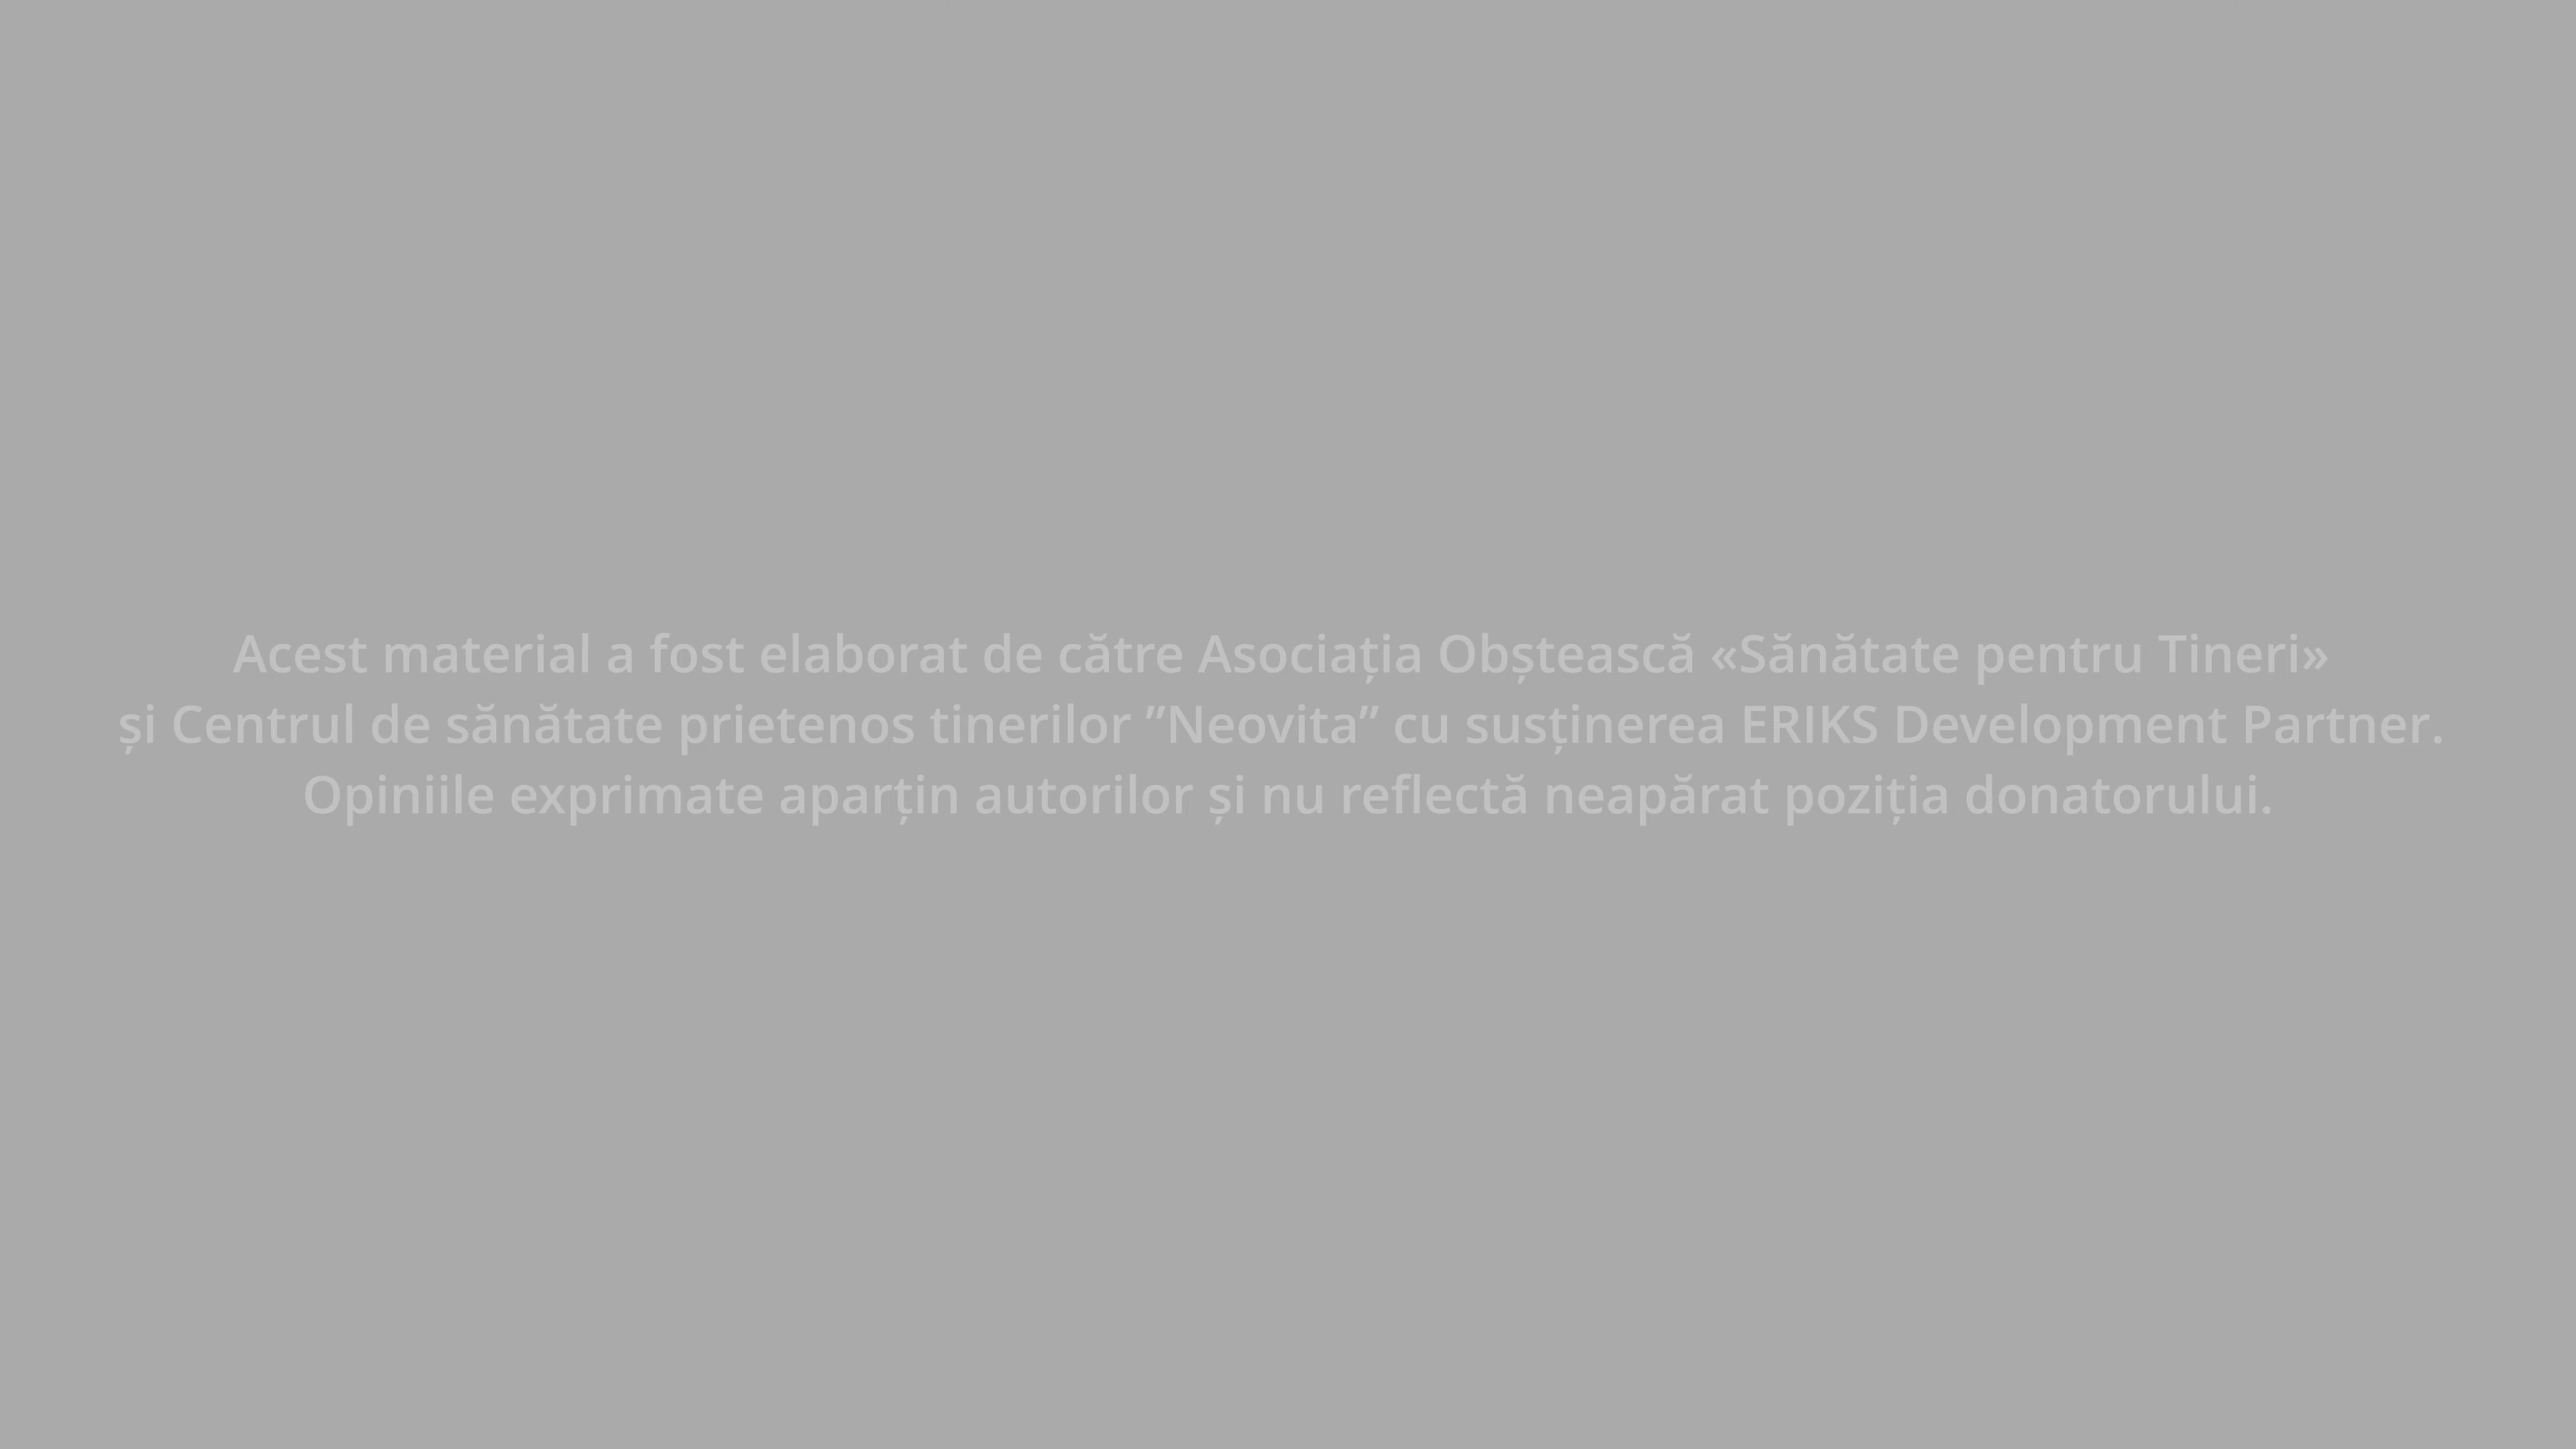 Acest material a fost elaborat de către Asociația Obștească «Sănătate pentru Tineri»
și Centrul de sănătate prietenos tinerilor ”Neovita” cu susținerea ERIKS Development Partner.
Opiniile exprimate aparțin autorilor și nu reflectă neapărat poziția donatorului.